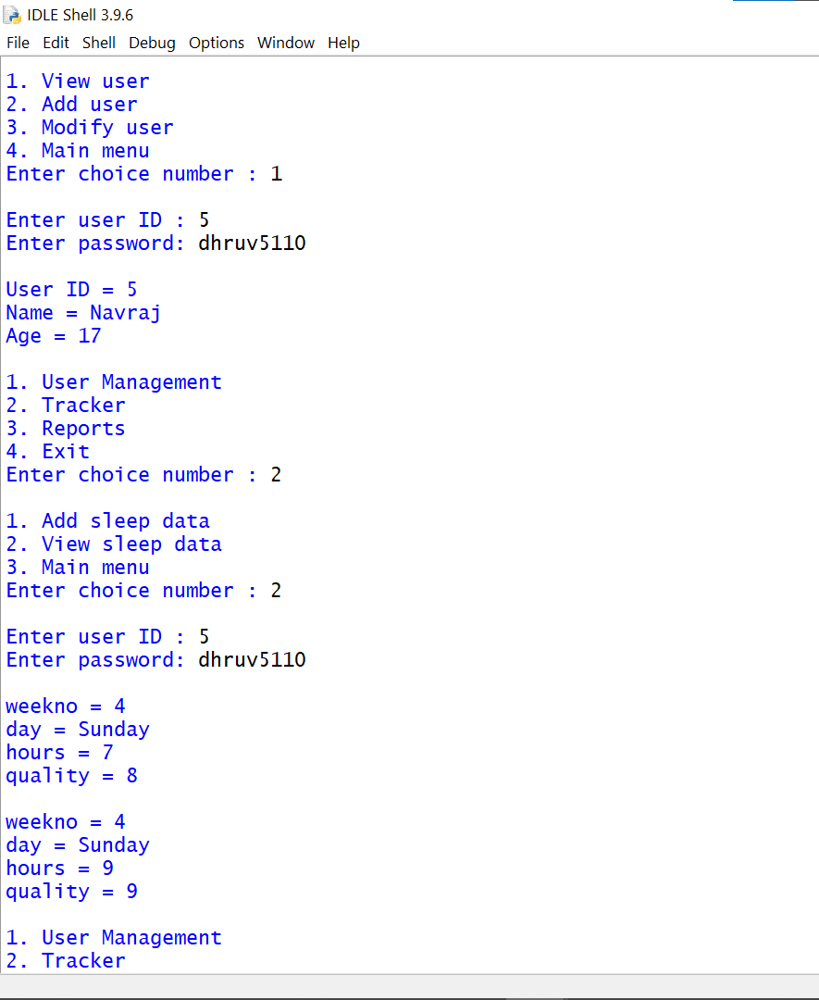 IDLE Shell 3.9.6
File Edit Shell Debug Options Window Help
1. View user
2. Add user
3. Modify user
4. Main menu
Enter choice number : 1
Enter user ID : 5
Enter password: dhruv5110
User ID = 5
Name = Navraj
Age = 17
1. User Management
2. Tracker
3. Reports
4. Exit
Enter choice number : 2
1. Add sleep data
2. View sleep data
3. Main menu
Enter choice number : 2
Enter user ID : 5
Enter password: dhruv5110
weekno = 4
day = Sunday
hours = 7
quality = 8
weekno = 4
day = Sunday
hours = 9
quality = 9
1. User Management
2. Tracker